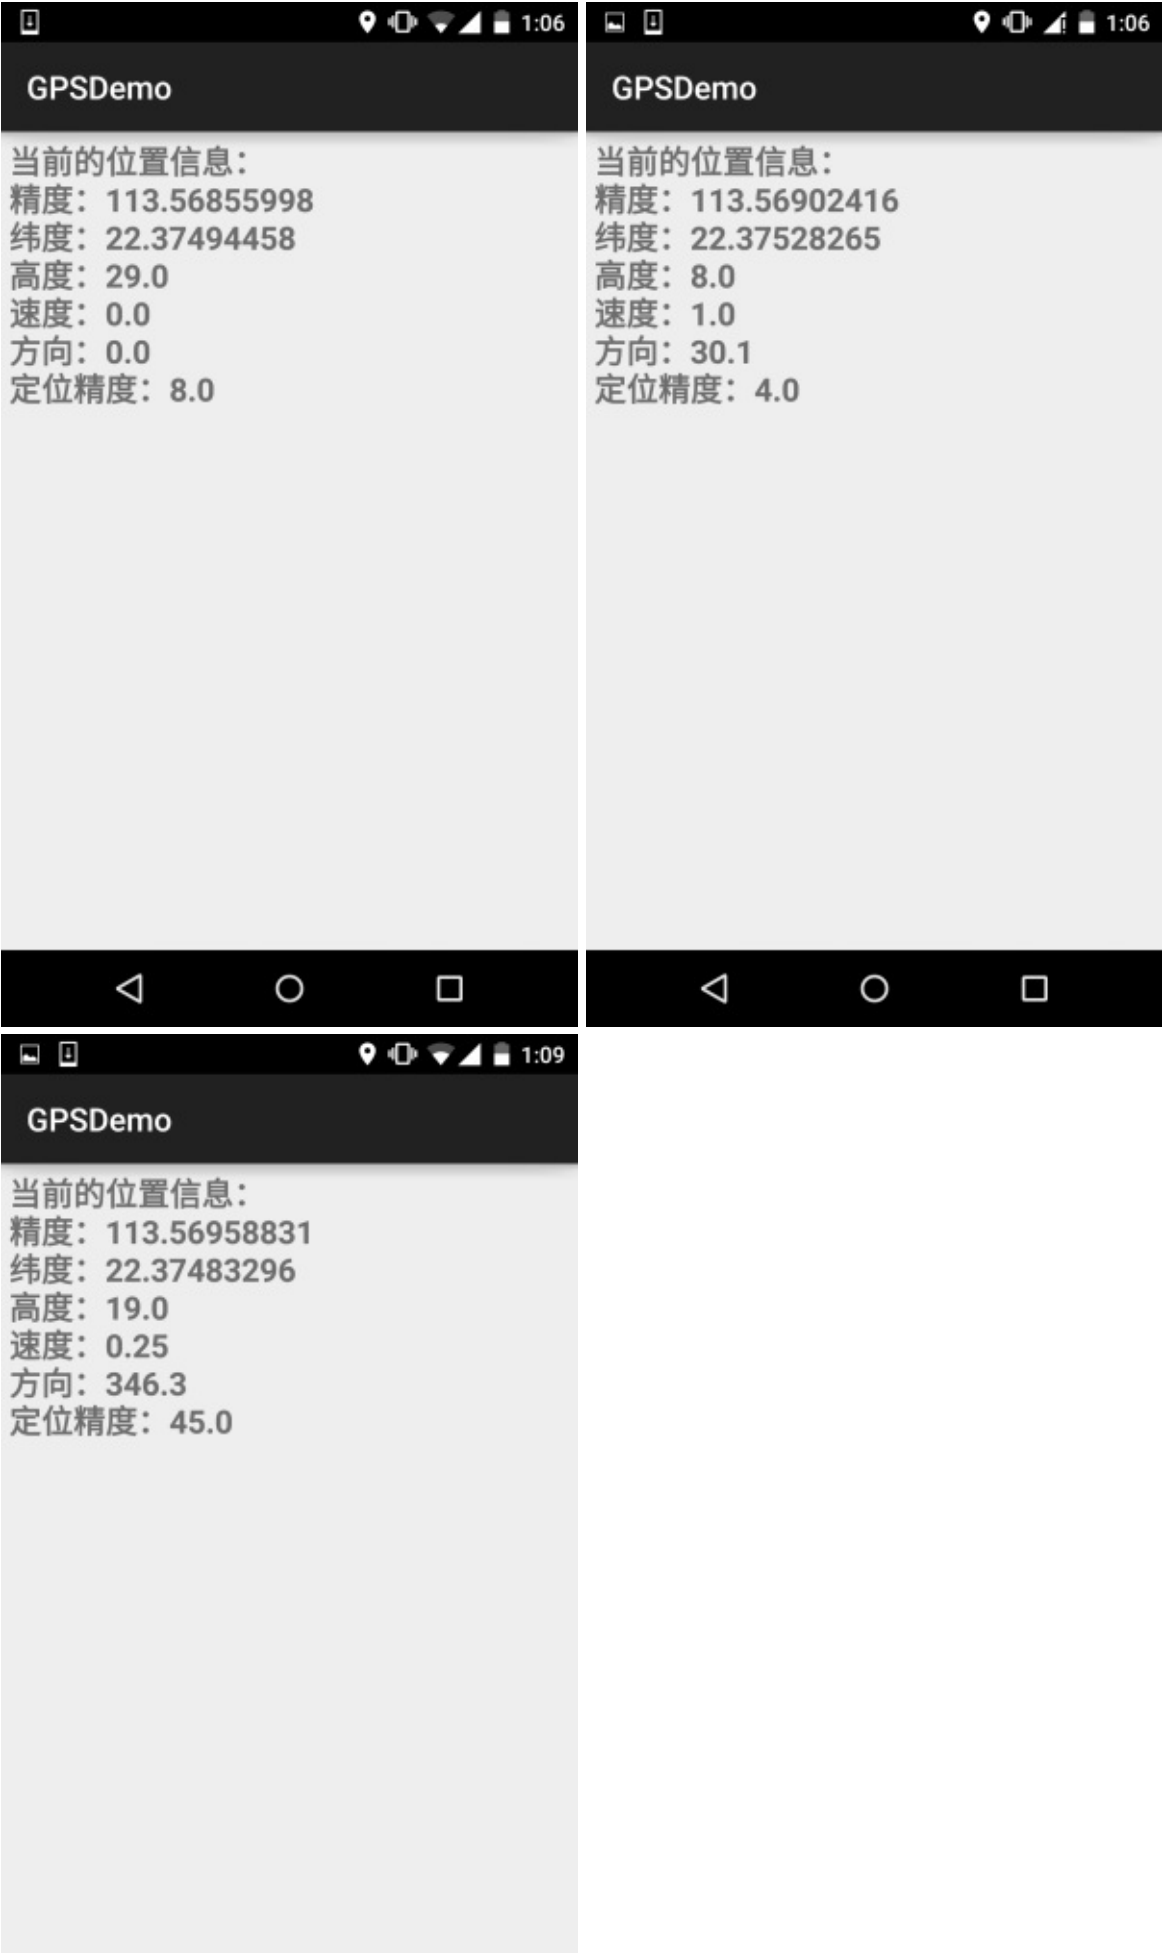 1:06
GPSDemo
当前的位置信息:
精度: 113.56855998
纬度: 22.37494458
高度: 29.0
速度: 0.0
方向: 0.0
定位精度: 8.0
1:06
GPSDemo
当前的位置信息:
精度: 113.56902416
纬度: 22.37528265
高度: 8.0
速度: 1.0
方向: 30.1
定位精度: 4.0
1:09
GPSDemo
当前的位置信息:
精度: 113.56958831
纬度: 22.37483296
高度: 19.0
速度: 0.25
方向: 346.3
定位精度: 45.0